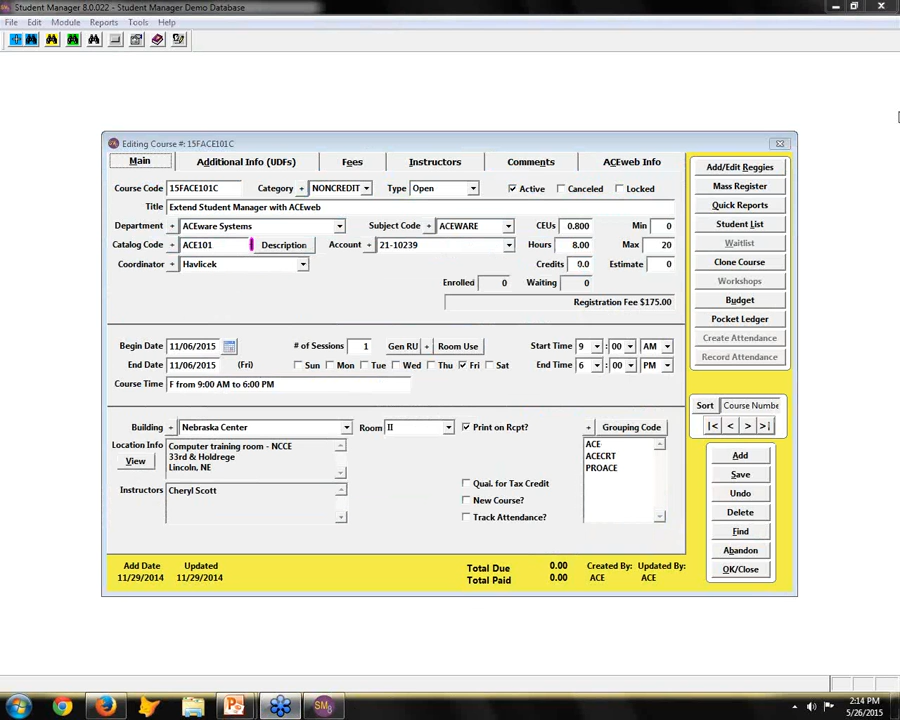 Student Manager 8.0.022 - Student Manager Demo Database
File Edit Module Reports Tools Help
Editing Course #: 15FACE101C
Main Additional Info (UDFs) Fees Instructors Comments ACEweb Info
Course Code 15FACE101C Category + NONCREDIT Type Open Active Canceled Locked
Title Extend Student Manager with ACEweb
Department + ACEware Systems Subject Code + ACEWARE CEUs 0.800 Min 0
Catalog Code + ACE101 Description Account + 21-10239 Hours 8.00 Max 20
Coordinator + Havlicek Credits 0.0 Estimate 0
Enrolled 0 Waiting 0
Registration Fee $175.00
Begin Date 11/06/2015 # of Sessions 1 Gen RU + Room Use Start Time 9 : 00 AM
End Date 11/06/2015 (Fri) Sun Mon Tue Wed Thu Fri Sat End Time 6 : 00 PM
Course Time F from 9:00 AM to 6:00 PM
Building + Nebraska Center Room II Print on Rcpt? + Grouping Code
Location Info Computer training room - NCCE
33rd & Holdrege
Lincoln, NE
View
ACE
ACECRT
PROACE
Instructors Cheryl Scott
Qual. for Tax Credit
New Course?
Track Attendance?
Add Date Updated Total Due 0.00 Created By: Updated By:
11/29/2014 11/29/2014 Total Paid 0.00 ACE ACE
Add/Edit Reggies
Mass Register
Quick Reports
Student List
Waitlist
Clone Course
Workshops
Budget
Pocket Ledger
Create Attendance
Record Attendance
Sort Course Numbe
|< < > >|
Add
Save
Undo
Delete
Find
Abandon
OK/Close
SM8
2:14 PM
5/26/2015